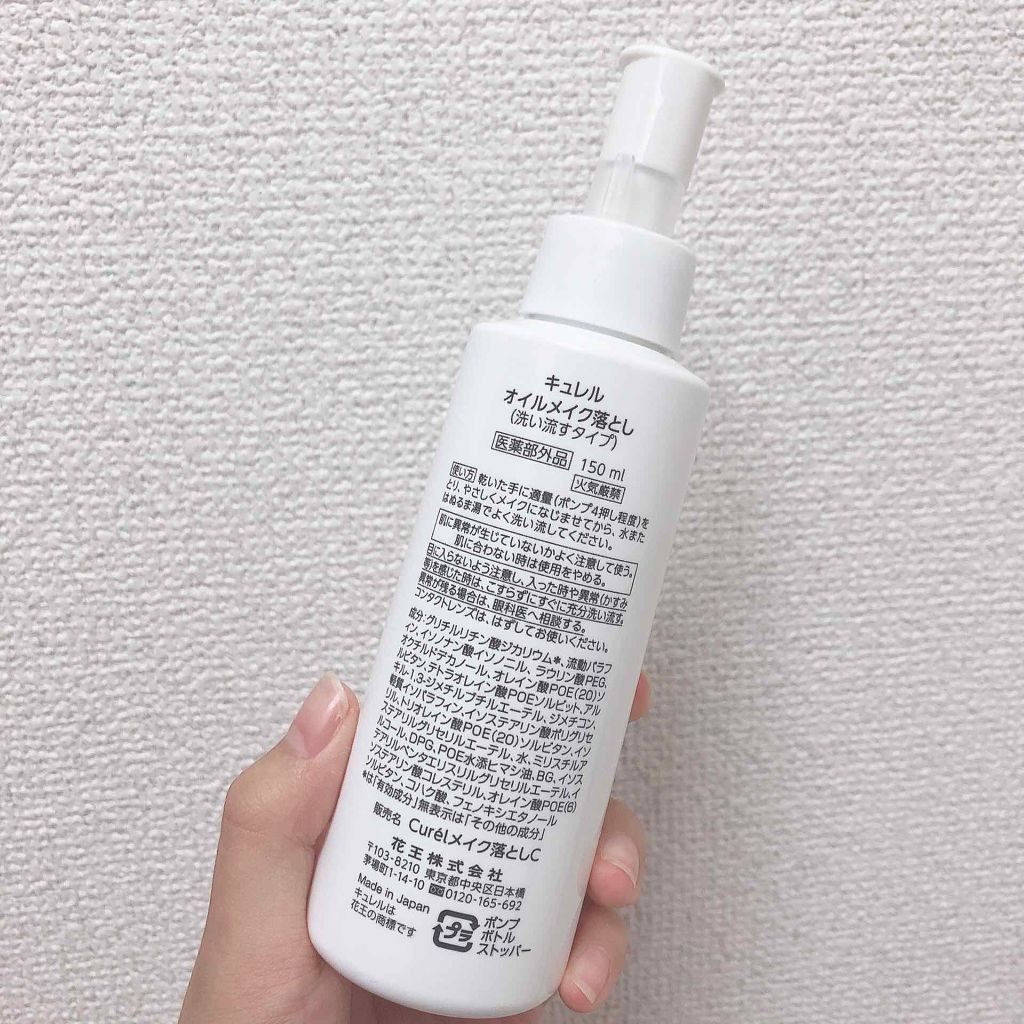 キュレル
オイルメイク落とし
(洗い流すタイプ)
医薬部外品 150 ml
火気厳禁
使い方 乾いた手に適量(ポンプ4押し程度)を
とり、やさしくメイクになじませてから、水また
はぬるま湯でよく洗い流してください。
肌に異常が生じていないかよく注意して使う。
肌に合わない時は使用をやめる。
目に入らないよう注意し、入った時や異常(かすみ
等)を感じた時は、こすらずにすぐに充分洗い流す。
異常が残る場合は、眼科医へ相談する。
コンタクトレンズは、はずしてお使いください。
成分:グリチルリチン酸ジカリウム*、流動パラフ
ィン、イソノナン酸イソノニル、ラウリン酸PEG、
オクチルドデカノール、オレイン酸POE(20)ソ
ルビタン、テトラオレイン酸POEソルビット、アル
キル-1,3-ジメチルブチルエーテル、ジメチコン、
軽質イソパラフィン、イソステアリン酸ポリグリセ
リル、トリオレイン酸POE(20)ソルビタン、イソ
ステアリルグリセリルエーテル、水、ミリスチルア
ルコール、DPG、POE水添ヒマシ油、BG、イソス
テアリルペンタエリスリルグリセリルエーテル、イ
ソステアリン酸コレステリル、オレイン酸POE(6)
ソルビタン、コハク酸、フェノキシエタノール
*は「有効成分」無表示は「その他の成分」
販売名 Curélメイク落としC
花王株式会社
〒103-8210 東京都中央区日本橋
茅場町1-14-10 0120-165-692
Made in Japan
キュレルは
花王の商標です
プラ
ポンプ
ボトル
ストッパー